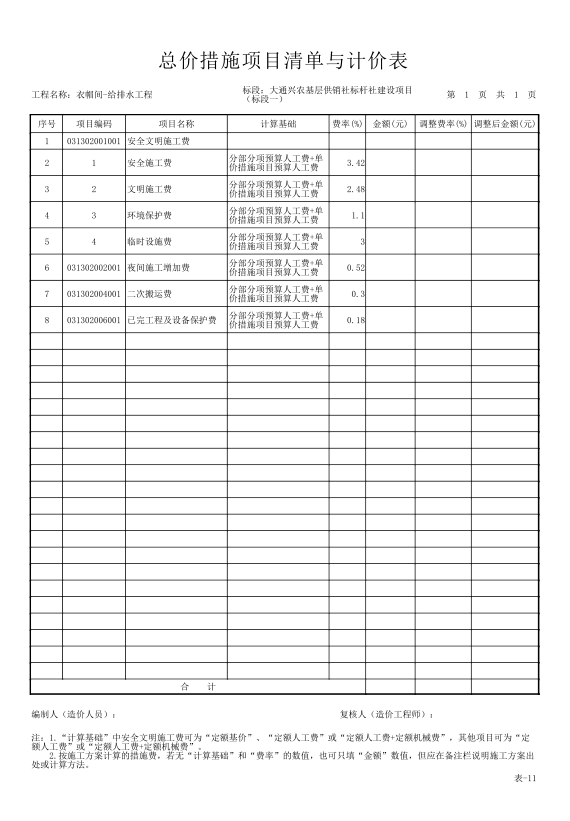 总价措施项目清单与计价表
工程名称：衣帽间-给排水工程 标段：大通兴农基层供销社标杆社建设项目（标段一） 第 1 页 共 1 页
序号 项目编码 项目名称 计算基础 费率(%) 金额(元) 调整费率(%) 调整后金额(元)
1 031302001001 安全文明施工费
2 1 安全施工费 分部分项预算人工费+单价措施项目预算人工费 3.42
3 2 文明施工费 分部分项预算人工费+单价措施项目预算人工费 2.48
4 3 环境保护费 分部分项预算人工费+单价措施项目预算人工费 1.1
5 4 临时设施费 分部分项预算人工费+单价措施项目预算人工费 3
6 031302002001 夜间施工增加费 分部分项预算人工费+单价措施项目预算人工费 0.52
7 031302004001 二次搬运费 分部分项预算人工费+单价措施项目预算人工费 0.3
8 031302006001 已完工程及设备保护费 分部分项预算人工费+单价措施项目预算人工费 0.18
合 计
编制人（造价人员）： 复核人（造价工程师）：
注：1.“计算基础”中安全文明施工费可为“定额基价”、“定额人工费”或“定额人工费+定额机械费”，其他项目可为“定
额人工费”或“定额人工费+定额机械费”。
2.按施工方案计算的措施费，若无“计算基础”和“费率”的数值，也可只填“金额”数值，但应在备注栏说明施工方案出
处或计算方法。
表-11